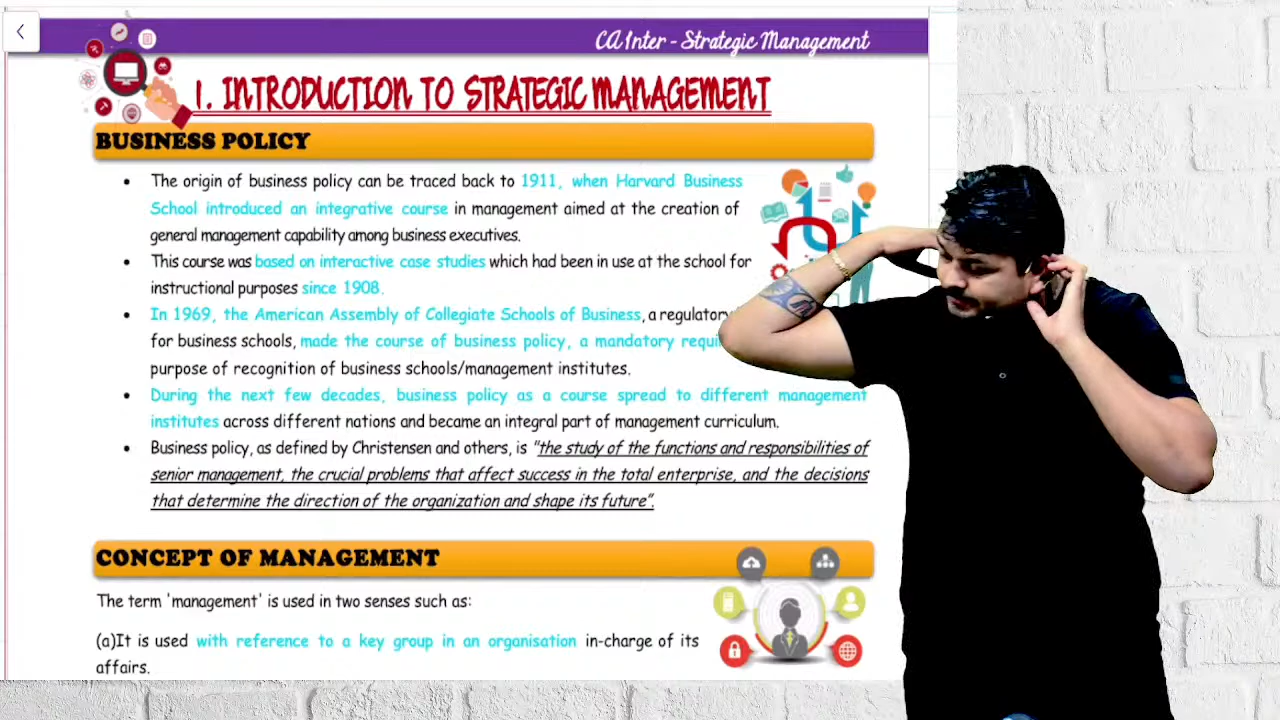 CA Inter - Strategic Management
1. INTRODUCTION TO STRATEGIC MANAGEMENT
BUSINESS POLICY
• The origin of business policy can be traced back to 1911, when Harvard Business
School introduced an integrative course in management aimed at the creation of
general management capability among business executives.
• This course was based on interactive case studies which had been in use at the school for
instructional purposes since 1908.
• In 1969, the American Assembly of Collegiate Schools of Business, a regulatory
for business schools, made the course of business policy, a mandatory
purpose of recognition of business schools/management institutes.
• During the next few decades, business policy as a course spread to different management
institutes across different nations and became an integral part of management curriculum.
• Business policy, as defined by Christensen and others, is "the study of the functions and responsibilities of
senior management, the crucial problems that affect success in the total enterprise, and the decisions
that determine the direction of the organization and shape its future".
CONCEPT OF MANAGEMENT
The term 'management' is used in two senses such as:
(a)It is used with reference to a key group in an organisation in-charge of its
affairs.